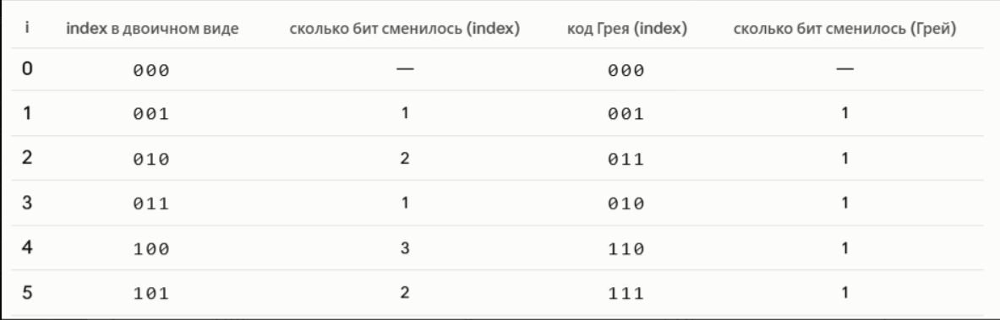 i index в двоичном виде сколько бит сменилось (index) код Грея (index) сколько бит сменилось (Грей)
0 000 — 000 —
1 001 1 001 1
2 010 2 011 1
3 011 1 010 1
4 100 3 110 1
5 101 2 111 1